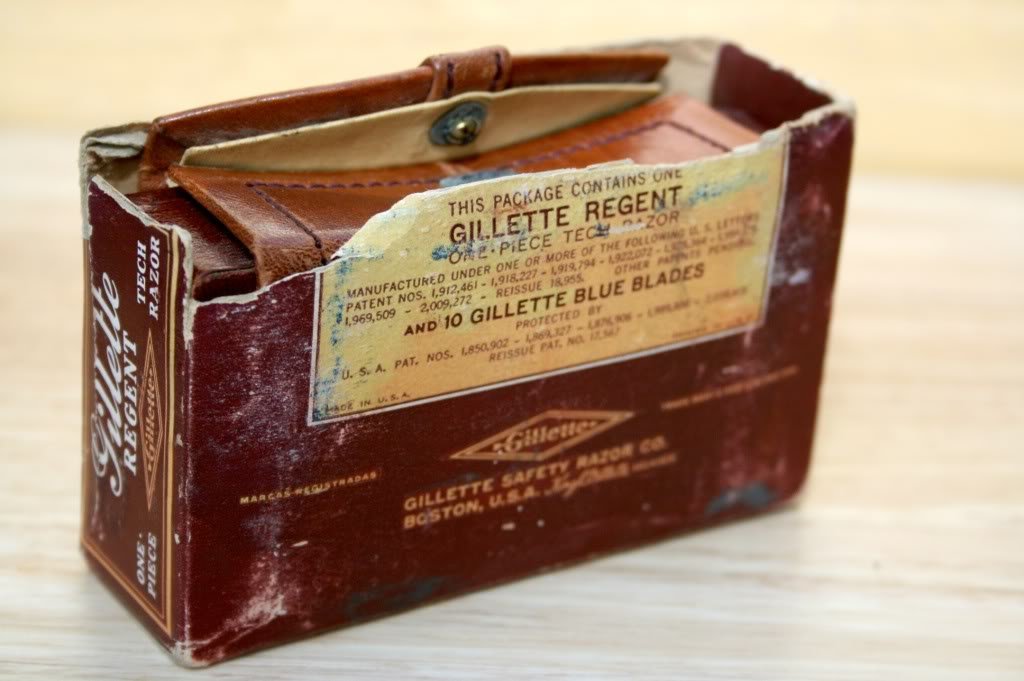 THIS PACKAGE CONTAINS ONE
GILLETTE REGENT
ONE-PIECE TECH RAZOR
MANUFACTURED UNDER ONE OR MORE OF THE FOLLOWING U. S. LETTERS
PATENT NOS. 1,912,461 - 1,918,227 - 1,919,794 - 1,922,072 -
1,969,509 - 2,009,272 - REISSUE 18,955. OTHER PATENTS
AND 10 GILLETTE BLUE BLADES
PROTECTED BY
U. S. A. PAT. NOS. 1,850,902 - 1,869,327 - 1,876,906 -
REISSUE PAT. NO. 17,567
MADE IN U. S. A.
Gillette
MARCAS REGISTRADAS
GILLETTE SAFETY RAZOR CO.
BOSTON, U.S.A.
Gillette
REGENT
TECH
RAZOR
Gillette
ONE
PIECE